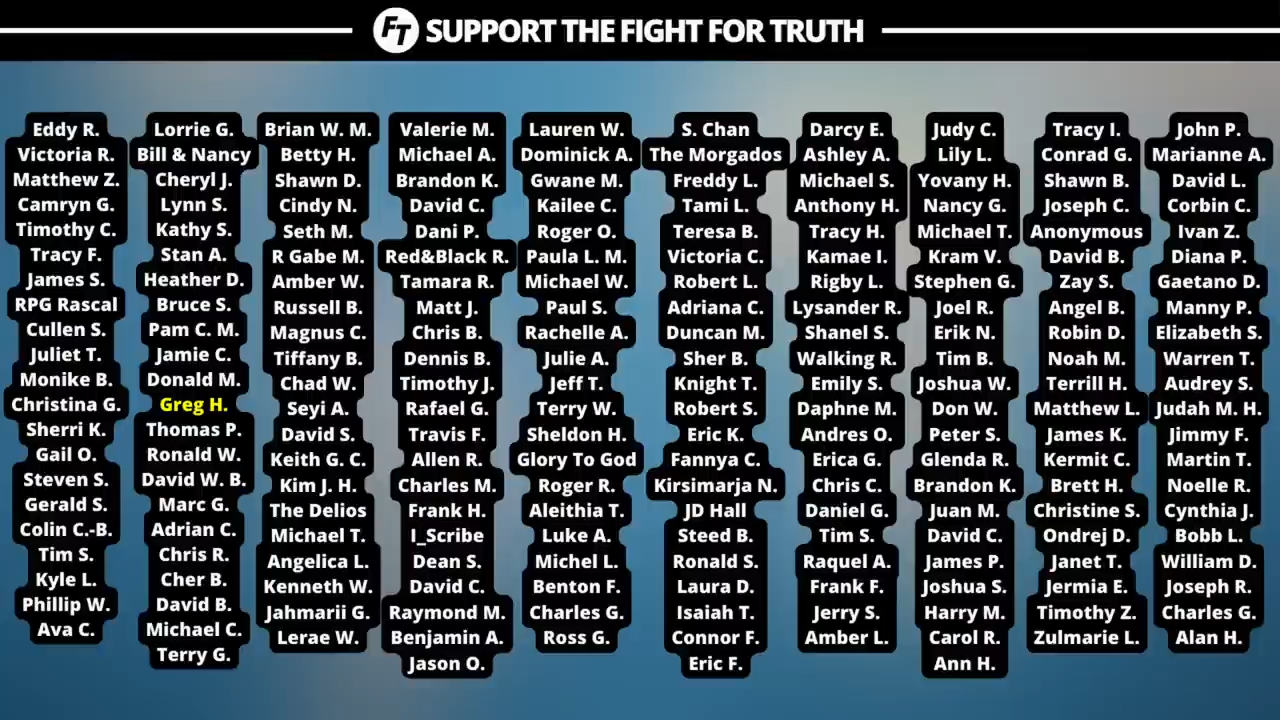 FT SUPPORT THE FIGHT FOR TRUTH
Eddy R.
Victoria R.
Matthew Z.
Camryn G.
Timothy C.
Tracy F.
James S.
RPG Rascal
Cullen S.
Juliet T.
Monike B.
Christina G.
Sherri K.
Gail O.
Steven S.
Gerald S.
Colin C.-B.
Tim S.
Kyle L.
Phillip W.
Ava C.
Lorrie G.
Bill & Nancy
Cheryl J.
Lynn S.
Kathy S.
Stan A.
Heather D.
Bruce S.
Pam C. M.
Jamie C.
Donald M.
Greg H.
Thomas P.
Ronald W.
David W. B.
Marc G.
Adrian C.
Chris R.
Cher B.
David B.
Michael C.
Terry G.
Brian W. M.
Betty H.
Shawn D.
Cindy N.
Seth M.
R Gabe M.
Amber W.
Russell B.
Magnus C.
Tiffany B.
Chad W.
Seyi A.
David S.
Keith G. C.
Kim J. H.
The Delios
Michael T.
Angelica L.
Kenneth W.
Jahmarii G.
Lerae W.
Valerie M.
Michael A.
Brandon K.
David C.
Dani P.
Red&Black R.
Tamara R.
Matt J.
Chris B.
Dennis B.
Timothy J.
Rafael G.
Travis F.
Allen R.
Charles M.
Frank H.
I_Scribe
Dean S.
David C.
Raymond M.
Benjamin A.
Jason O.
Lauren W.
Dominick A.
Gwane M.
Kailee C.
Roger O.
Paula L. M.
Michael W.
Paul S.
Rachelle A.
Julie A.
Jeff T.
Terry W.
Sheldon H.
Glory To God
Roger R.
Aleithia T.
Luke A.
Michel L.
Benton F.
Charles G.
Ross G.
S. Chan
The Morgados
Freddy L.
Tami L.
Teresa B.
Victoria C.
Robert L.
Adriana C.
Duncan M.
Sher B.
Knight T.
Robert S.
Eric K.
Fannya C.
Kirsimarja N.
JD Hall
Steed B.
Ronald S.
Laura D.
Isaiah T.
Connor F.
Eric F.
Darcy E.
Ashley A.
Michael S.
Anthony H.
Tracy H.
Kamae I.
Rigby L.
Lysander R.
Shanel S.
Walking R.
Emily S.
Daphne M.
Andres O.
Erica G.
Chris C.
Daniel G.
Tim S.
Raquel A.
Frank F.
Jerry S.
Amber L.
Judy C.
Lily L.
Yovany H.
Nancy G.
Michael T.
Kram V.
Stephen G.
Joel R.
Erik N.
Tim B.
Joshua W.
Don W.
Peter S.
Glenda R.
Brandon K.
Juan M.
David C.
James P.
Joshua S.
Harry M.
Carol R.
Ann H.
Tracy I.
Conrad G.
Shawn B.
Joseph C.
Anonymous
David B.
Zay S.
Angel B.
Robin D.
Noah M.
Terrill H.
Matthew L.
James K.
Kermit C.
Brett H.
Christine S.
Ondrej D.
Janet T.
Jermia E.
Timothy Z.
Zulmarie L.
John P.
Marianne A.
David L.
Corbin C.
Ivan Z.
Diana P.
Gaetano D.
Manny P.
Elizabeth S.
Warren T.
Audrey S.
Judah M. H.
Jimmy F.
Martin T.
Noelle R.
Cynthia J.
Bobb L.
William D.
Joseph R.
Charles G.
Alan H.